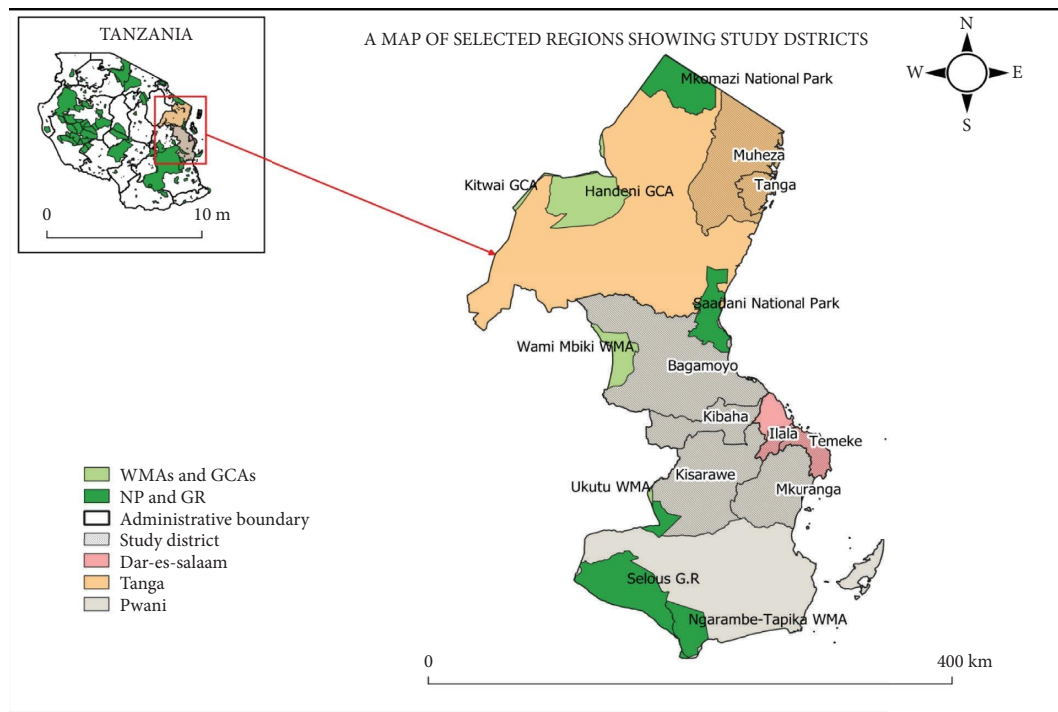 TANZANIA
0 10 m
A MAP OF SELECTED REGIONS SHOWING STUDY DSTRICTS
N
W E
S
Mkomazi National Park
Muheza
Tanga
Kitwai GCA
Handeni GCA
Saadani National Park
Wami Mbiki WMA
Bagamoyo
Kibaha
Ilala
Temeke
Kisarawe
Mkuranga
Ukutu WMA
Selous G.R
Ngarambe-Tapika WMA
WMAs and GCAs
NP and GR
Administrative boundary
Study district
Dar-es-salaam
Tanga
Pwani
0 400 km